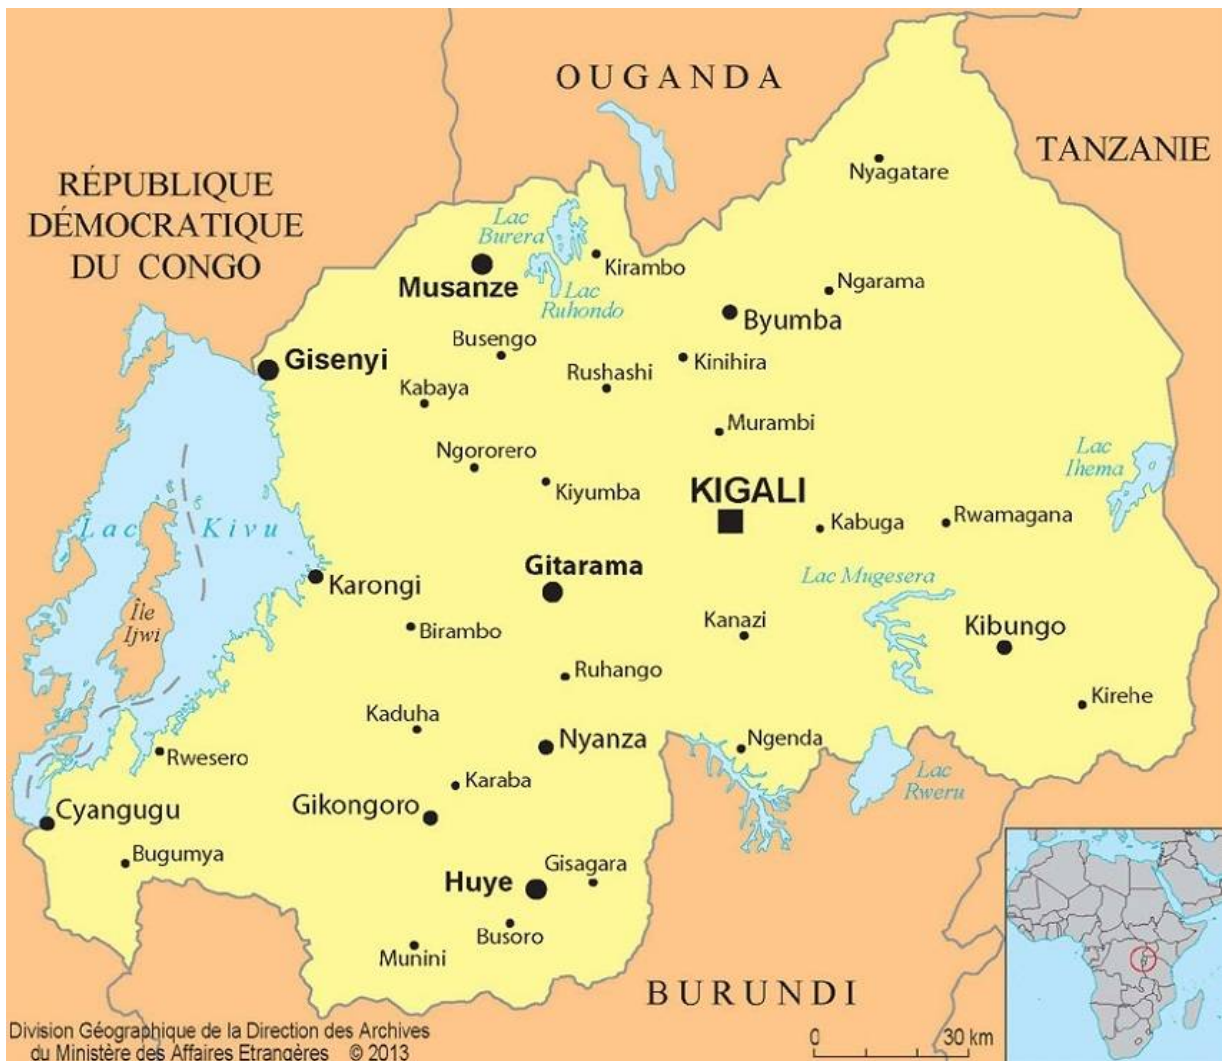 OUGANDA
TANZANIE
RÉPUBLIQUE
DÉMOCRATIQUE
DU CONGO
Nyagatare
Lac
Burera
Kirambo
Musanze
Lac
Ruhondo
Ngarama
Byumba
Busengo
Gisenyi
Kinihira
Rushashi
Kabaya
Murambi
Ngororero
Lac
Ihema
Kiyumba
KIGALI
Lac Kivu
Kabuga
Rwamagana
Gitarama
Lac Mugesera
Karongi
Île
Ijwi
Birambo
Kanazi
Kibungo
Ruhango
Kirehe
Kaduha
Nyanza
Ngenda
Rwesero
Lac
Rweru
Karaba
Gikongoro
Cyangugu
Bugumya
Gisagara
Huye
Busoro
Munini
BURUNDI
Division Géographique de la Direction des Archives
du Ministère des Affaires Etrangères © 2013
0 30 km